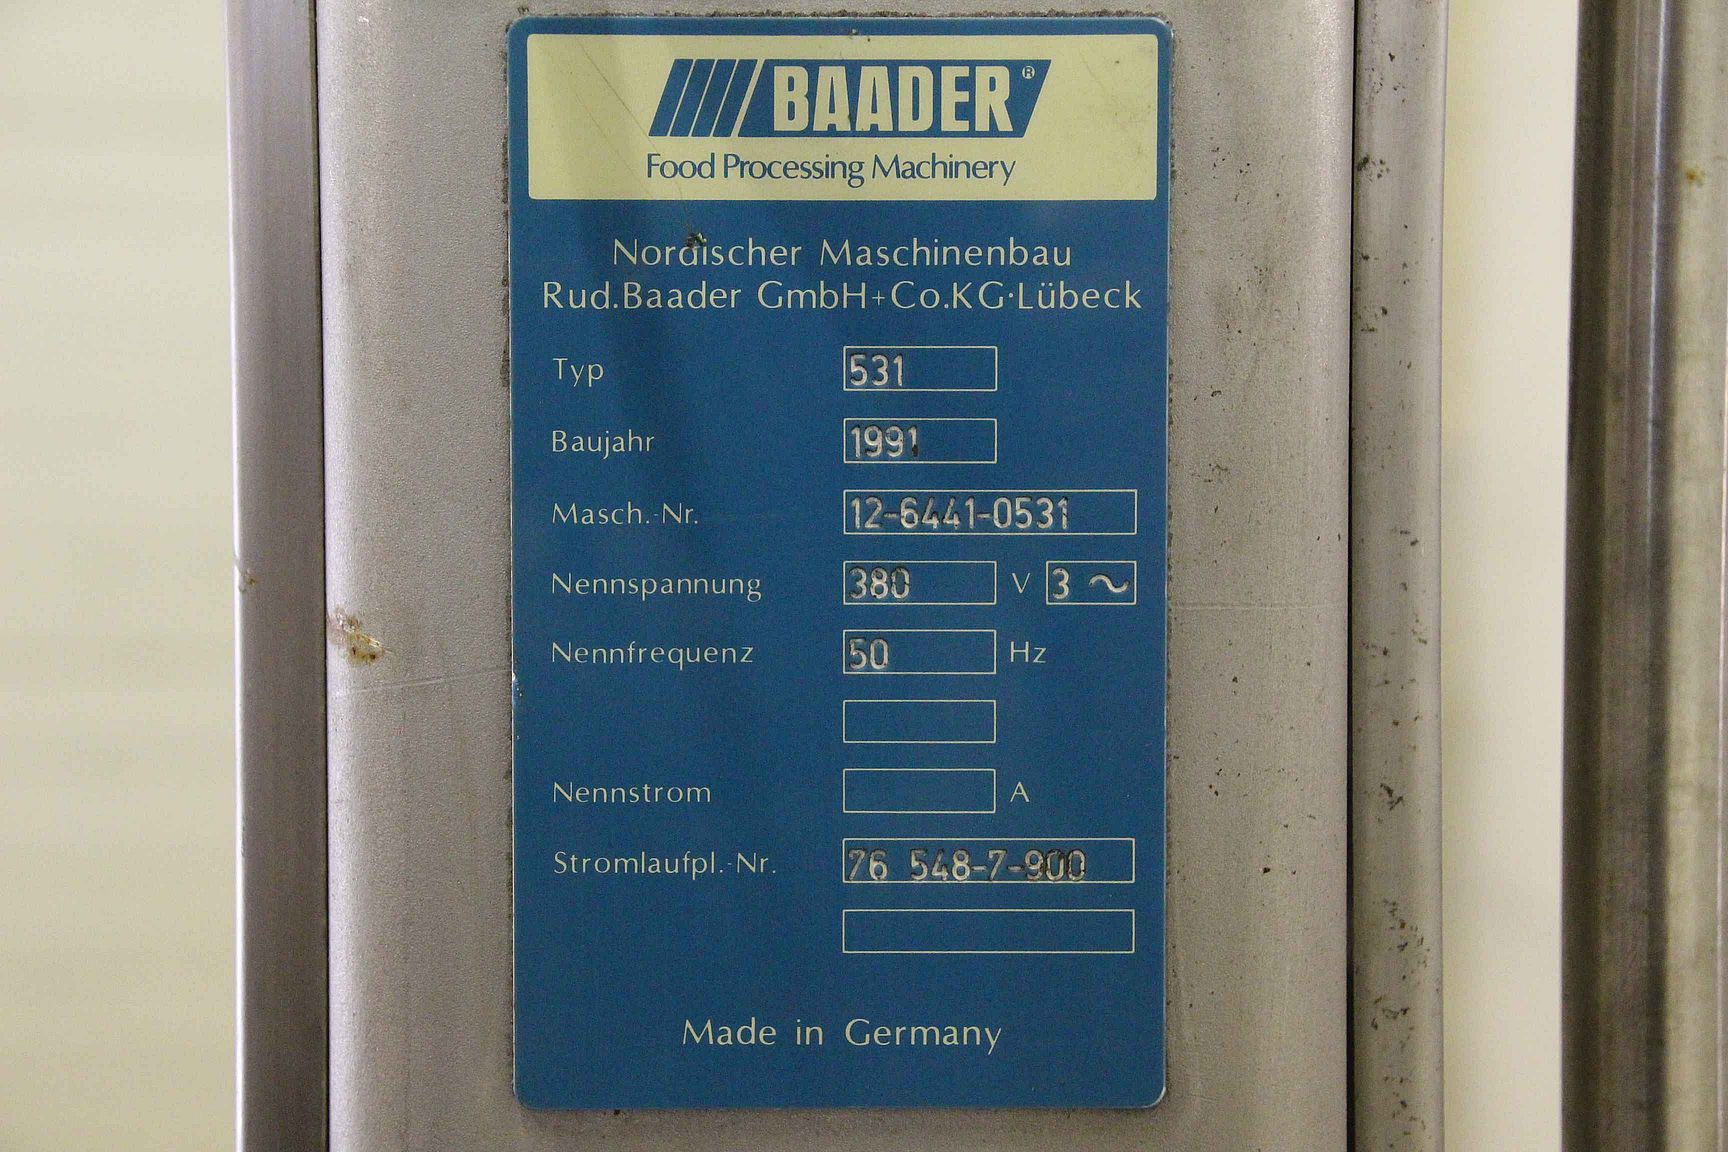 BAADER®
Food Processing Machinery
Nordischer Maschinenbau
Rud.Baader GmbH+Co.KG·Lübeck
Typ 531
Baujahr 1991
Masch.-Nr. 12-6441-0531
Nennspannung 380 V 3 ~
Nennfrequenz 50 Hz
Nennstrom A
Stromlaufpl.-Nr. 76 548-7-900
Made in Germany